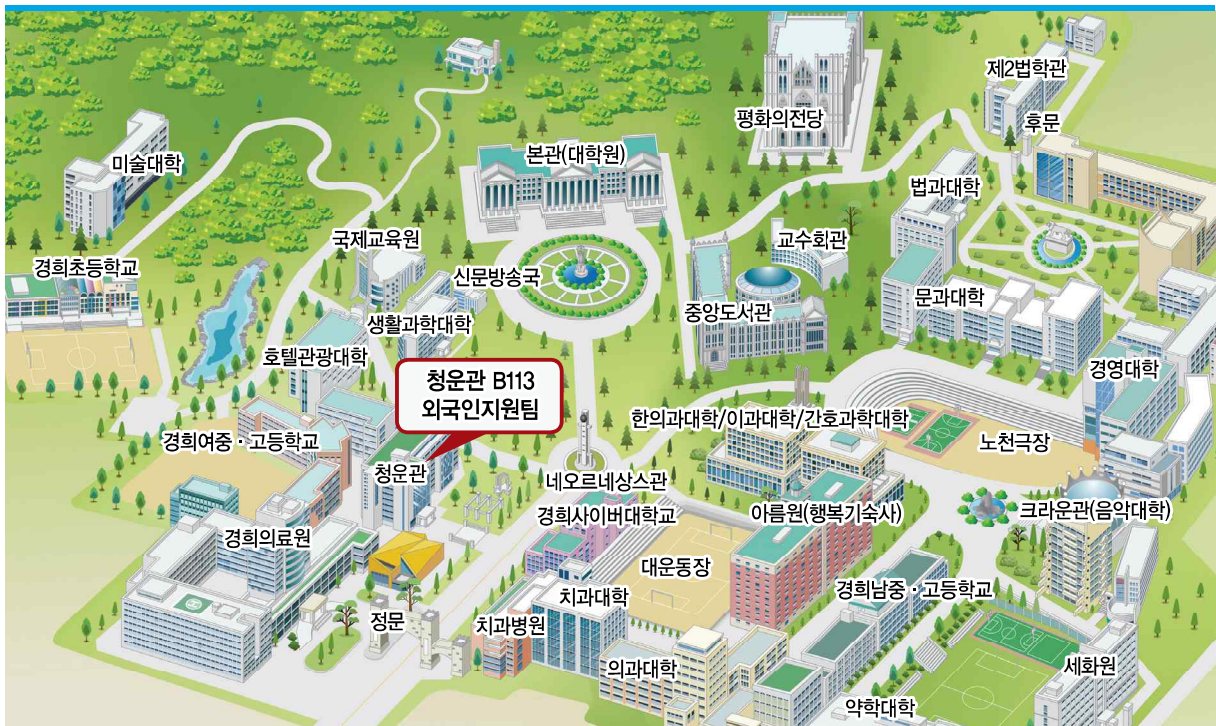 제2법학관
평화의전당
후문
본관(대학원)
미술대학
법과대학
국제교육원
교수회관
경희초등학교
신문방송국
문과대학
중앙도서관
생활과학대학
호텔관광대학
경영대학
청운관 B113
외국인지원팀
한의과대학/이과대학/간호과학대학
경희여중·고등학교
노천극장
청운관
네오르네상스관
경희사이버대학교
아름원(행복기숙사)
크라운관(음악대학)
경희의료원
대운동장
경희남중·고등학교
치과대학
정문
치과병원
의과대학
세화원
약학대학